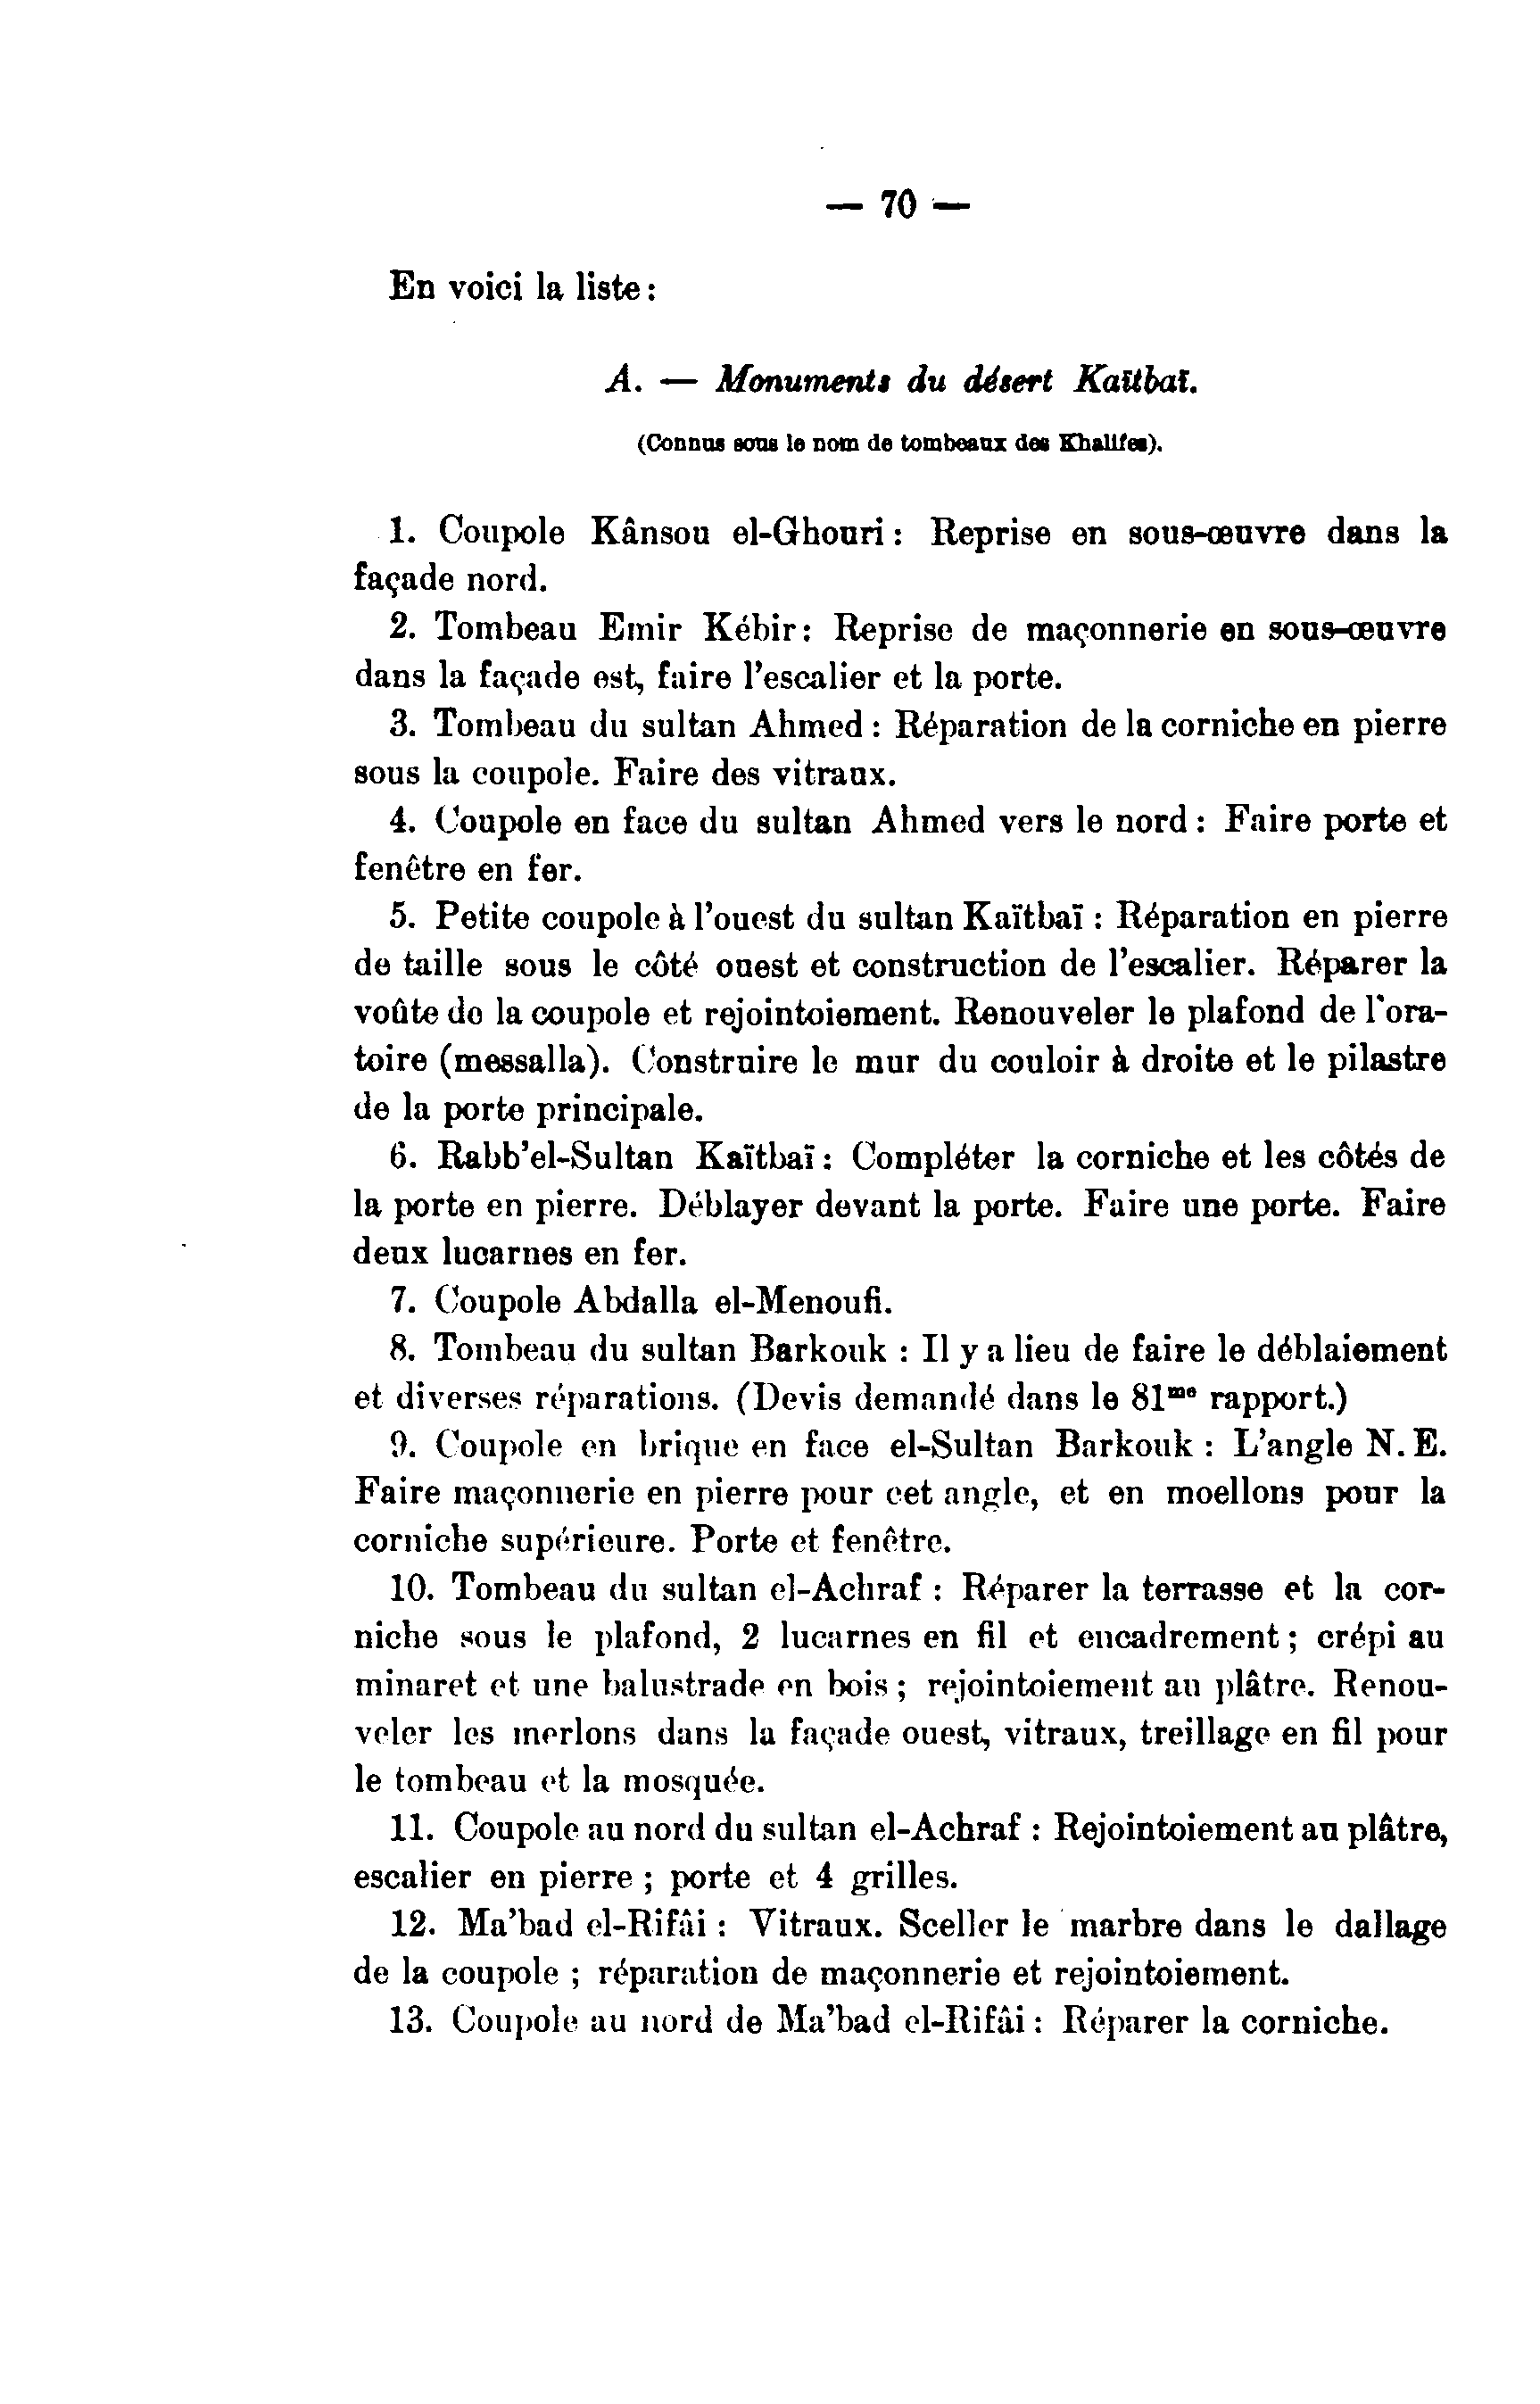 — 70 —
En voici la liste :
A. — Monuments du désert Kaïtbaï.
(Connus sous le nom de tombeaux des Khalifes).
1. Coupole Kânsou el-Ghouri : Reprise en sous-œuvre dans la
façade nord.
2. Tombeau Emir Kébir : Reprise de maçonnerie en sous-œuvre
dans la façade est, faire l'escalier et la porte.
3. Tombeau du sultan Ahmed : Réparation de la corniche en pierre
sous la coupole. Faire des vitraux.
4. Coupole en face du sultan Ahmed vers le nord : Faire porte et
fenêtre en fer.
5. Petite coupole à l'ouest du sultan Kaïtbaï : Réparation en pierre
de taille sous le côté ouest et construction de l'escalier. Réparer la
voûte de la coupole et rejointoiement. Renouveler le plafond de l'ora-
toire (messalla). Construire le mur du couloir à droite et le pilastre
de la porte principale.
6. Rabb'el-Sultan Kaïtbaï : Compléter la corniche et les côtés de
la porte en pierre. Déblayer devant la porte. Faire une porte. Faire
deux lucarnes en fer.
7. Coupole Abdalla el-Menoufi.
8. Tombeau du sultan Barkouk : Il y a lieu de faire le déblaiement
et diverses réparations. (Devis demandé dans le 81me rapport.)
9. Coupole en brique en face el-Sultan Barkouk : L'angle N. E.
Faire maçonnerie en pierre pour cet angle, et en moellons pour la
corniche supérieure. Porte et fenêtre.
10. Tombeau du sultan el-Achraf : Réparer la terrasse et la cor-
niche sous le plafond, 2 lucarnes en fil et encadrement ; crépi au
minaret et une balustrade en bois ; rejointoiement au plâtre. Renou-
veler les merlons dans la façade ouest, vitraux, treillage en fil pour
le tombeau et la mosquée.
11. Coupole au nord du sultan el-Achraf : Rejointoiement au plâtre,
escalier en pierre ; porte et 4 grilles.
12. Ma'bad el-Rifâi : Vitraux. Sceller le marbre dans le dallage
de la coupole ; réparation de maçonnerie et rejointoiement.
13. Coupole au nord de Ma'bad el-Rifâi : Réparer la corniche.